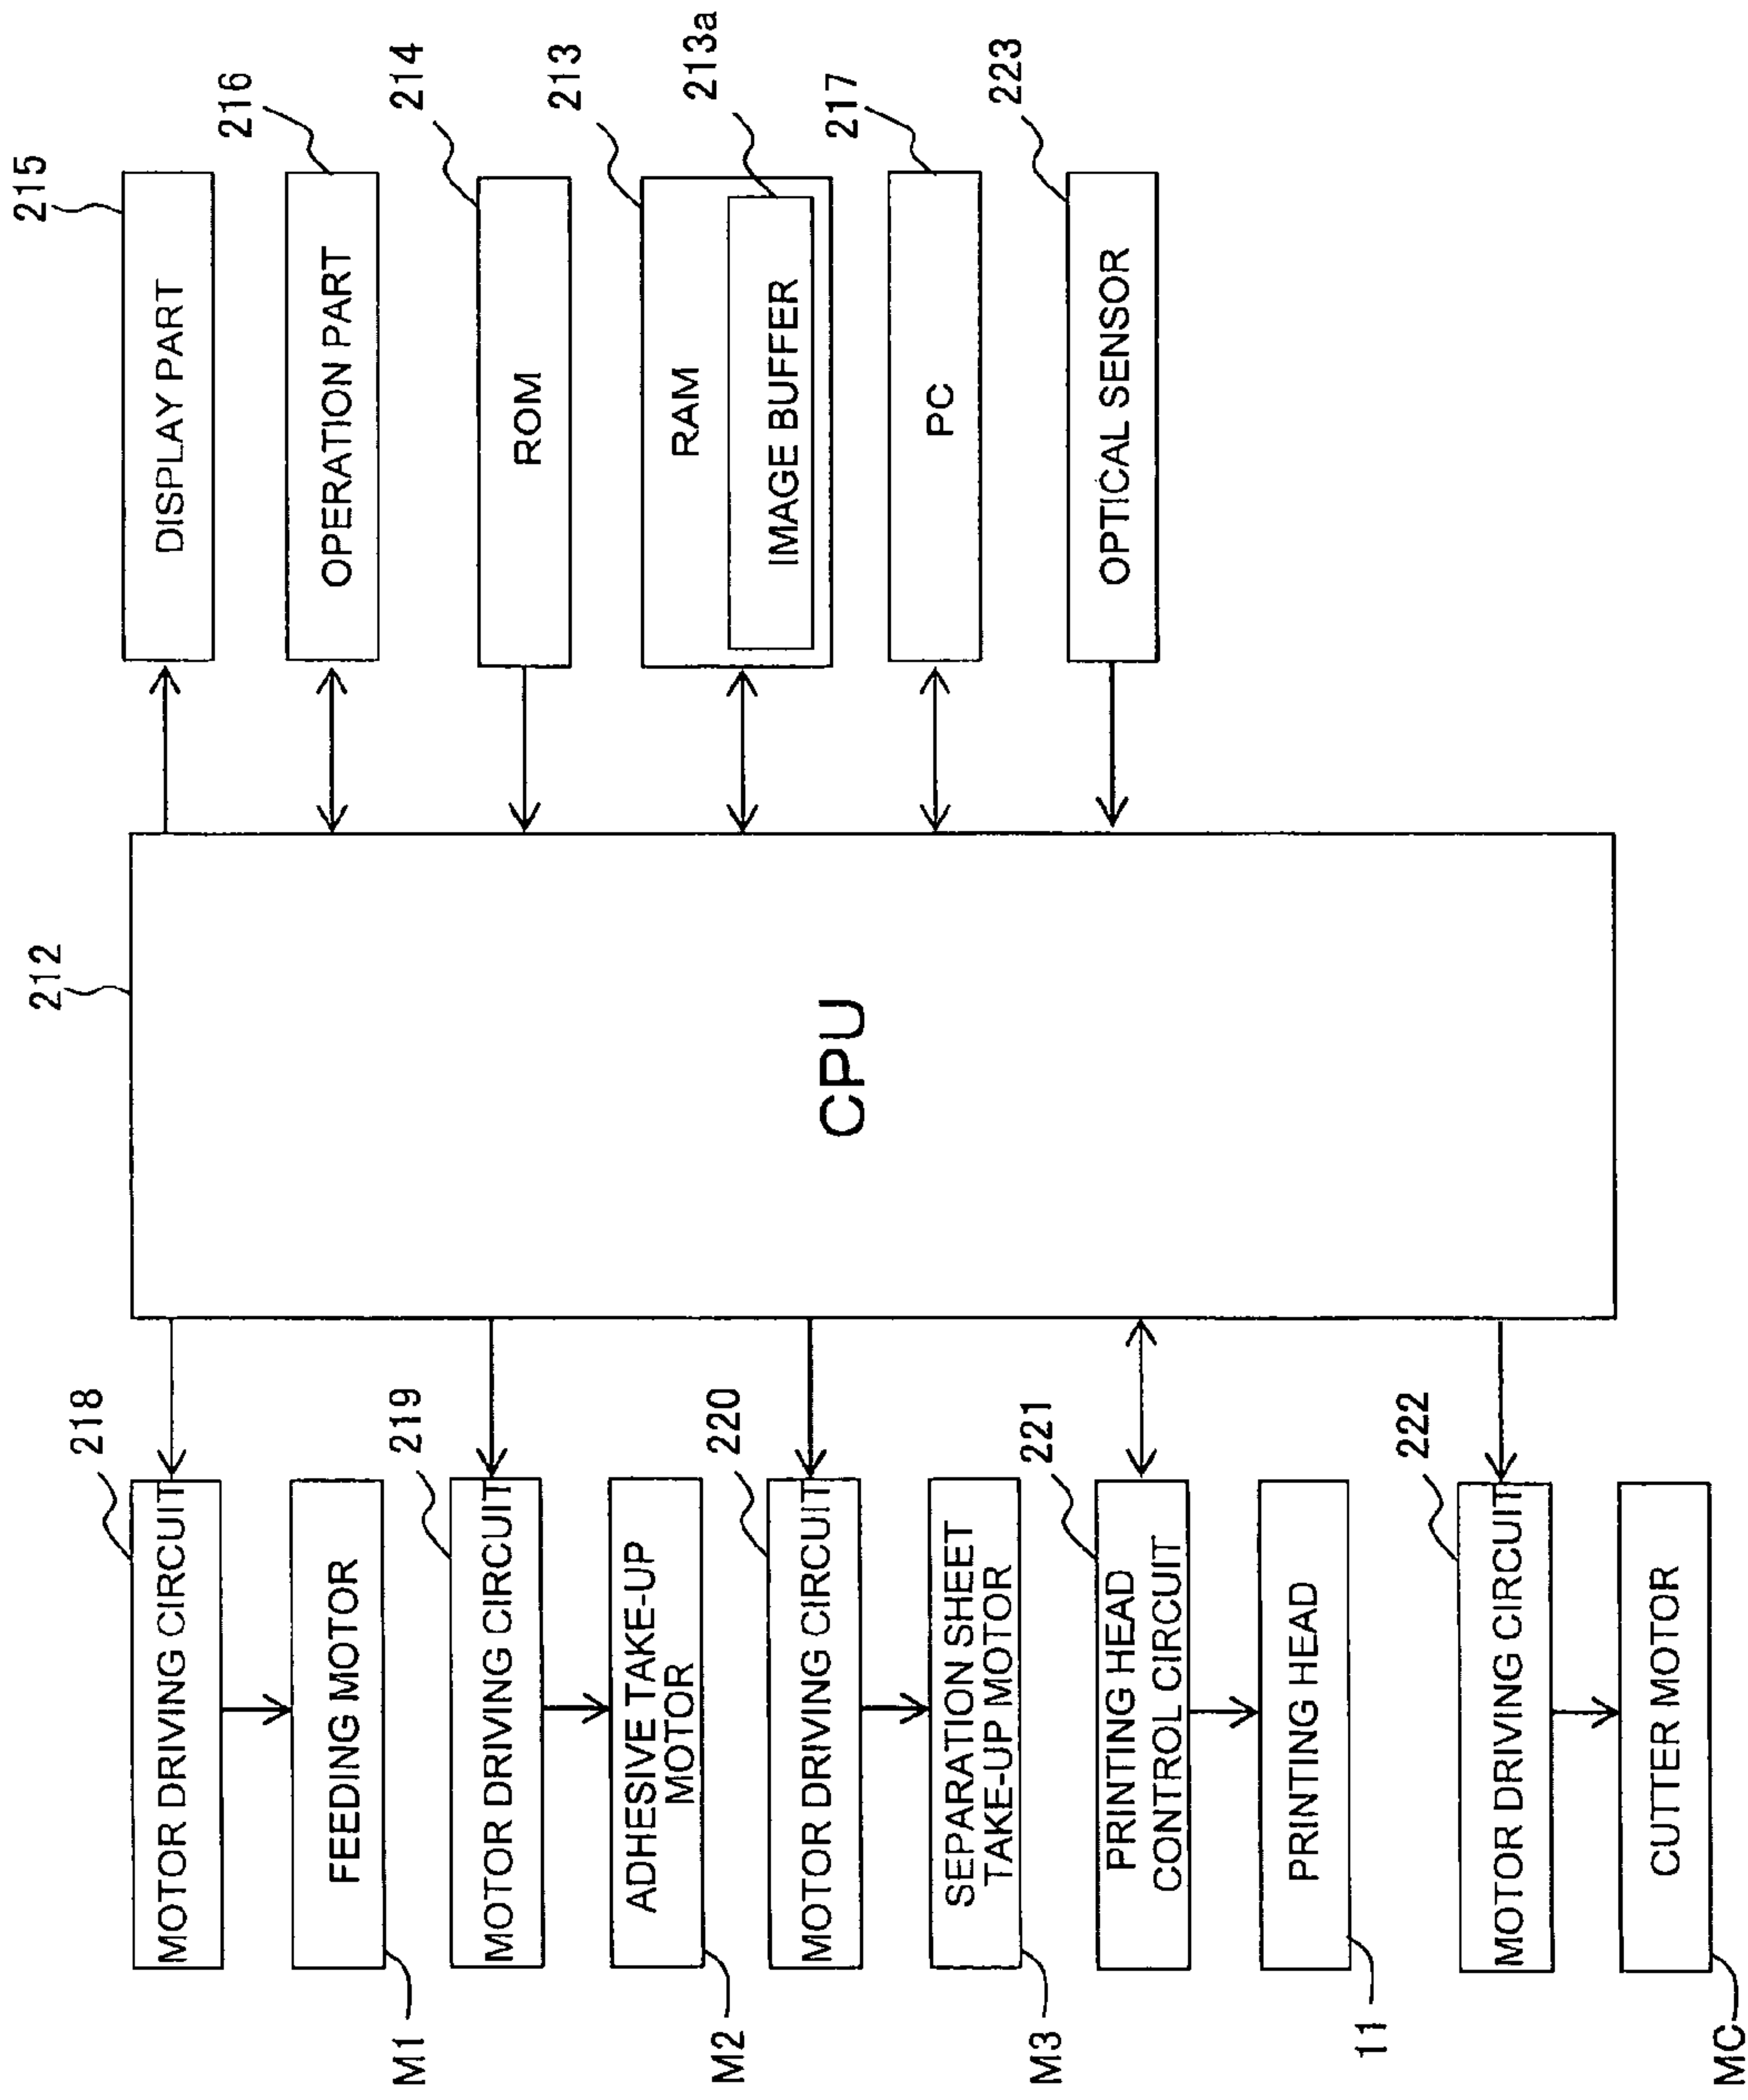 218
MOTOR DRIVING CIRCUIT
FEEDING MOTOR
M1
219
MOTOR DRIVING CIRCUIT
ADHESIVE TAKE-UP
MOTOR
M2
220
MOTOR DRIVING CIRCUIT
SEPARATION SHEET
TAKE-UP MOTOR
M3
221
PRINTING HEAD
CONTROL CIRCUIT
PRINTING HEAD
11
222
MOTOR DRIVING CIRCUIT
CUTTER MOTOR
MC
212
CPU
215
DISPLAY PART
216
OPERATION PART
214
ROM
213
RAM
213a
IMAGE BUFFER
217
PC
223
OPTICAL SENSOR